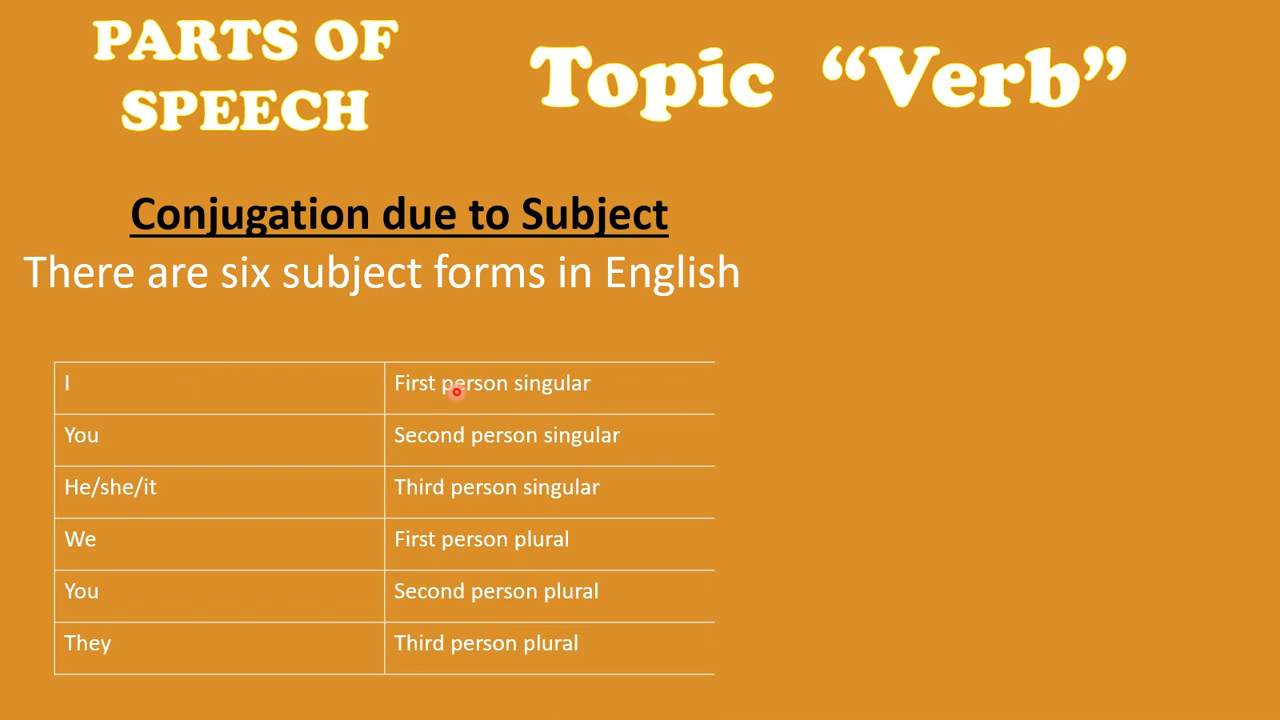 PARTS OF
SPEECH
Topic “Verb”
Conjugation due to Subject
There are six subject forms in English
I First person singular
You Second person singular
He/she/it Third person singular
We First person plural
You Second person plural
They Third person plural